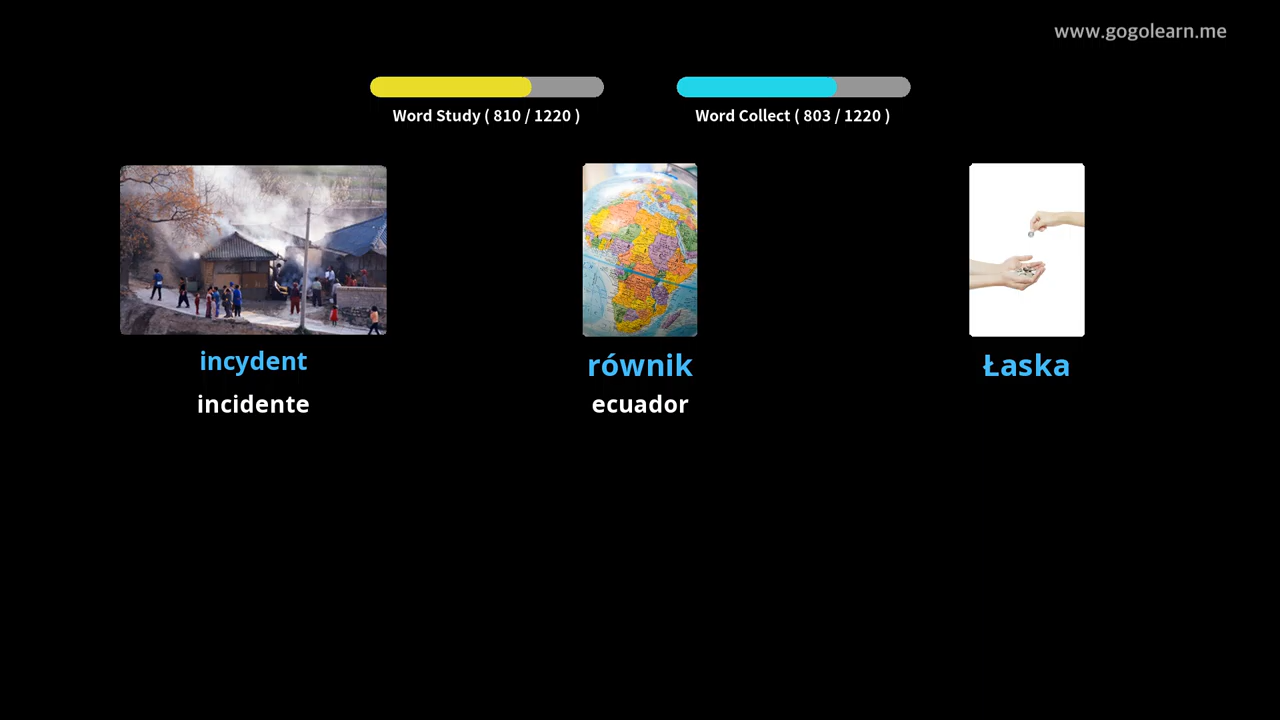 www.gogolearn.me
Word Study ( 810 / 1220 )
Word Collect ( 803 / 1220 )
incydent
równik
Łaska
incidente
ecuador